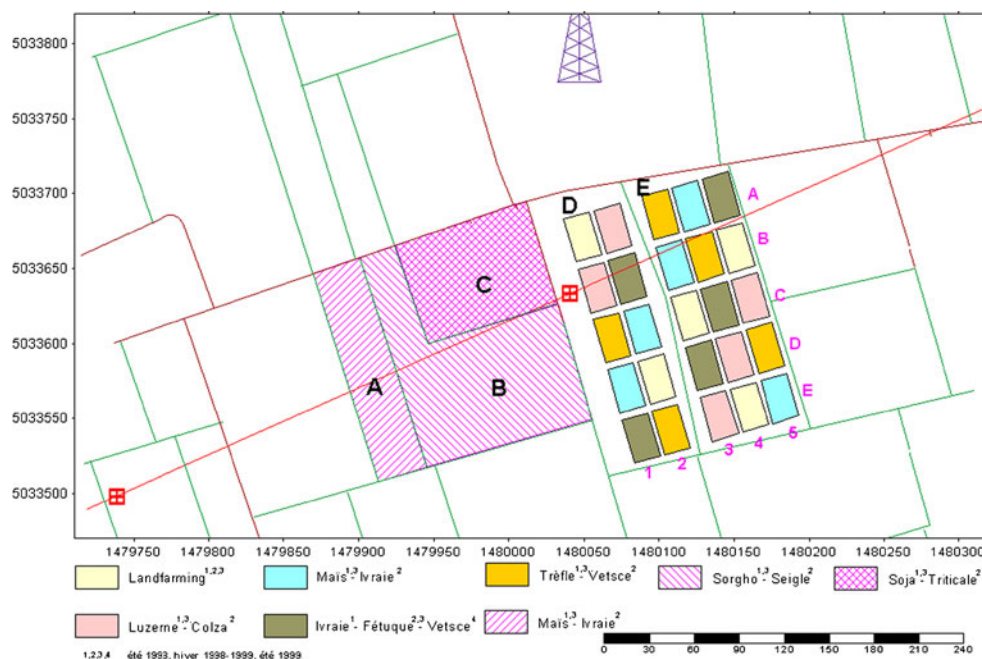 5033800
5033750
5033700
5033650
5033600
5033550
5033500
D E A
B
C C
D
A B E
1 2 3 4 5
1479750 1479800 1479850 1479900 1479950 1480000 1480050 1480100 1480150 1480200 1480250 148030
Landfarming1,2,3 Maïs1,3-Ivraie2 Trèfle1,3-Vetsce2 Sorgho1,3-Seigle2 Soja1,3-Triticale2
Luzerne1,3-Colza2 Ivraie1-Fétuque2,3-Vetsce4 Maïs1,3-Ivraie2
1,2,3,4 été 1993, hiver 1998-1999, été 1999
0 30 60 90 120 150 180 210 240